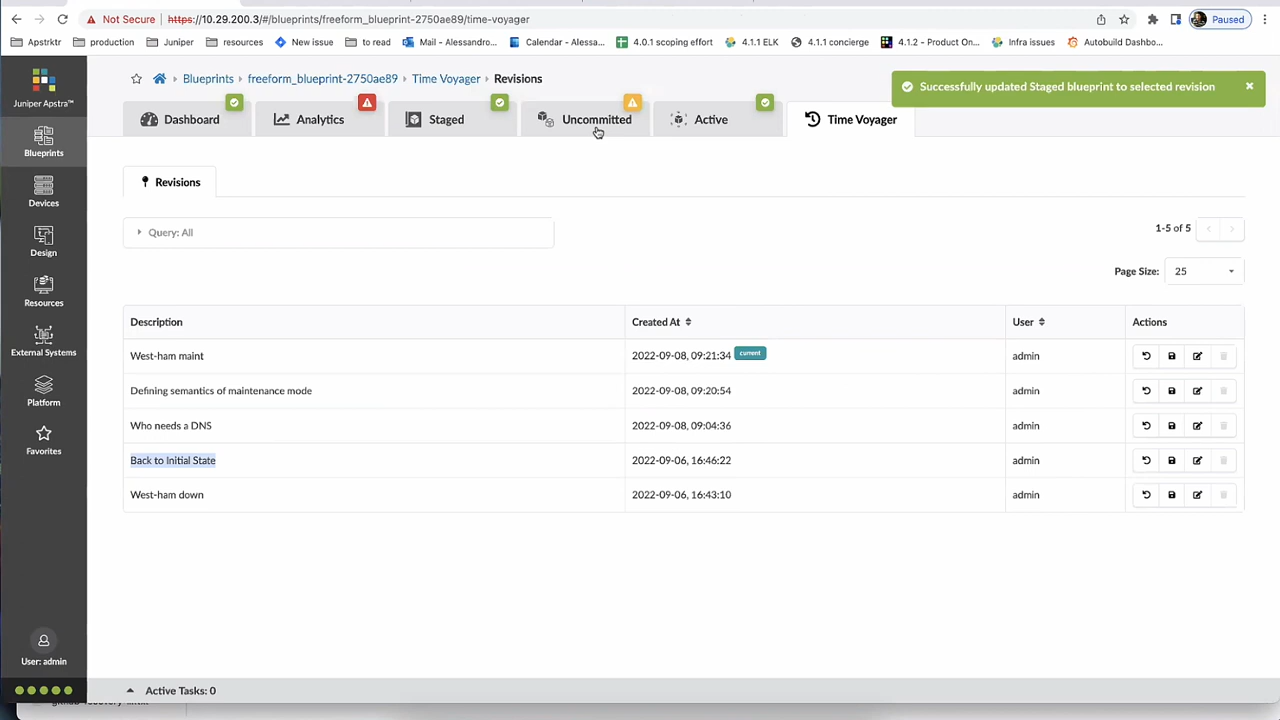 Not Secure https://10.29.200.3/#/blueprints/freeform_blueprint-2750ae89/time-voyager Paused
Apstrktr production Juniper resources New issue to read Mail – Alessandro... Calendar - Alessa... 4.0.1 scoping effort 4.1.1 ELK 4.1.1 concierge 4.1.2 - Product On... Infra issues Autobuild Dashbo...
Juniper Apstra™
Blueprints
Devices
Design
Resources
External Systems
Platform
Favorites
User: admin
Blueprints freeform_blueprint-2750ae89 Time Voyager Revisions
Successfully updated Staged blueprint to selected revision
Dashboard Analytics Staged Uncommitted Active Time Voyager
Revisions
Query: All
1-5 of 5
Page Size: 25
Description Created At User Actions
West-ham maint 2022-09-08, 09:21:34 current admin
Defining semantics of maintenance mode 2022-09-08, 09:20:54 admin
Who needs a DNS 2022-09-08, 09:04:36 admin
Back to Initial State 2022-09-06, 16:46:22 admin
West-ham down 2022-09-06, 16:43:10 admin
Active Tasks: 0